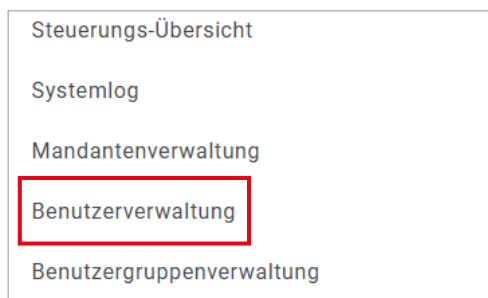 Steuerungs-Übersicht
Systemlog
Mandantenverwaltung
Benutzerverwaltung
Benutzergruppenverwaltung